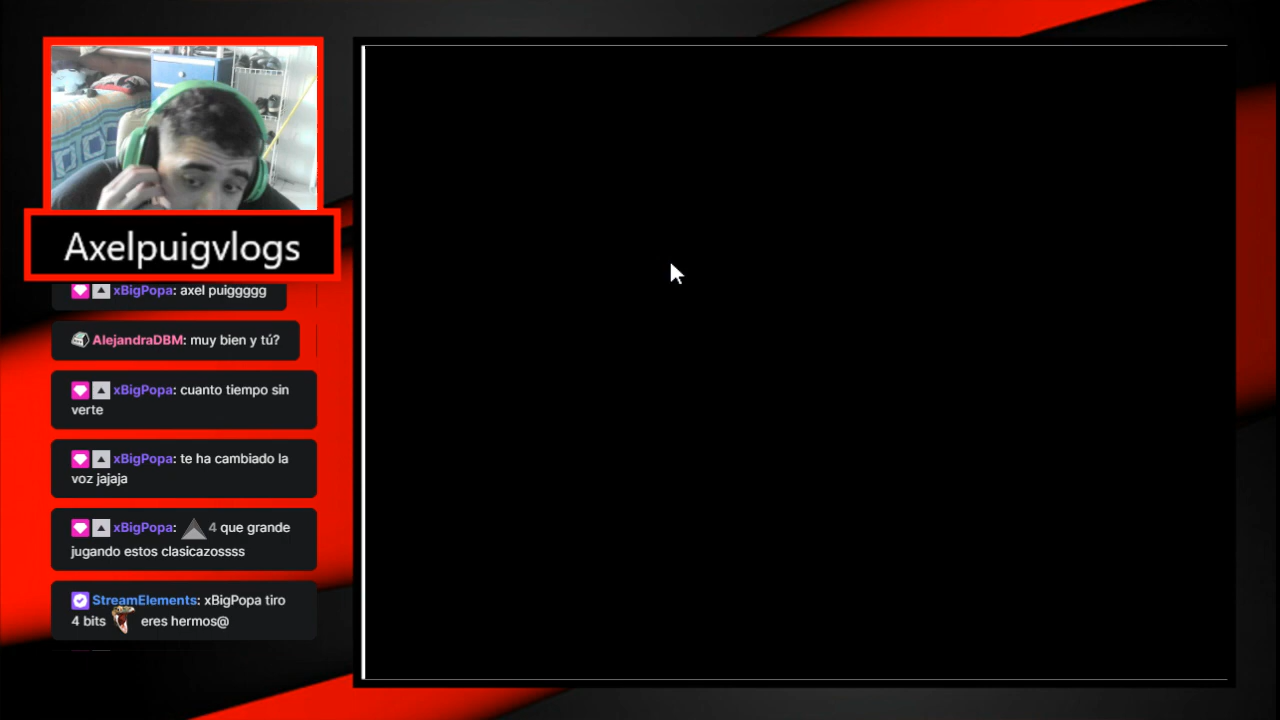 Axelpuigvlogs
xBigPopa: axel puiggggg
AlejandraDBM: muy bien y tú?
xBigPopa: cuanto tiempo sin
verte
xBigPopa: te ha cambiado la
voz jajaja
xBigPopa: 4 que grande
jugando estos clasicazossss
StreamElements: xBigPopa tiro
4 bits eres hermos@